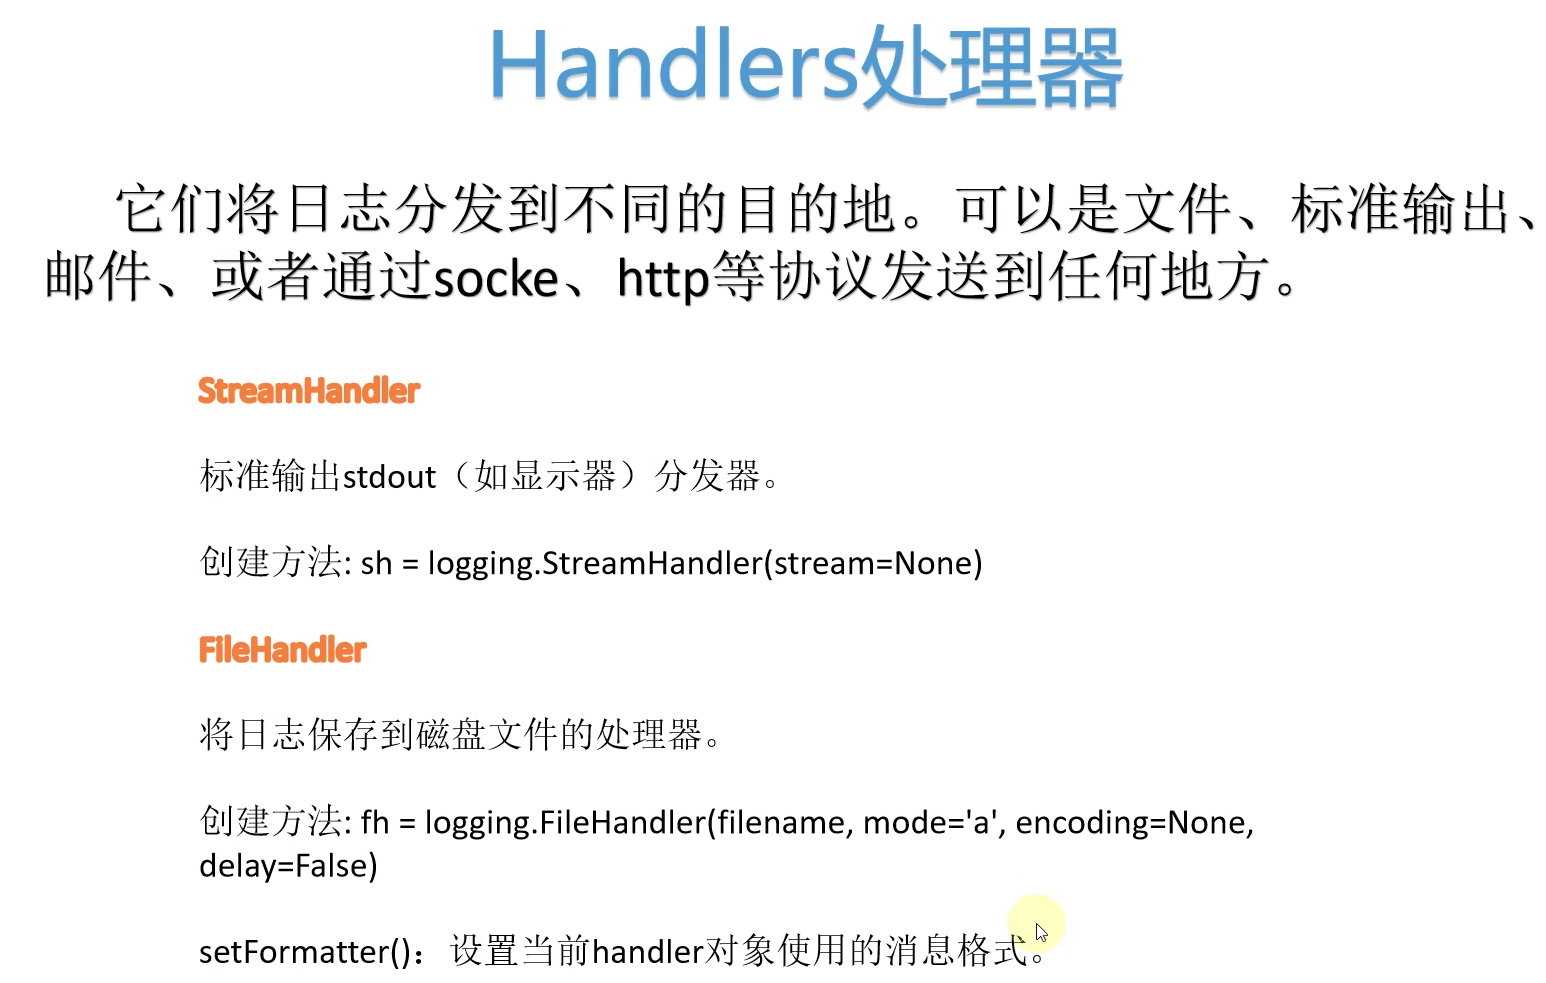 Handlers处理器
它们将日志分发到不同的目的地。可以是文件、标准输出、
邮件、或者通过socke、http等协议发送到任何地方。
StreamHandler
标准输出stdout（如显示器）分发器。
创建方法: sh = logging.StreamHandler(stream=None)
FileHandler
将日志保存到磁盘文件的处理器。
创建方法: fh = logging.FileHandler(filename, mode='a', encoding=None,
delay=False)
setFormatter()：设置当前handler对象使用的消息格式。